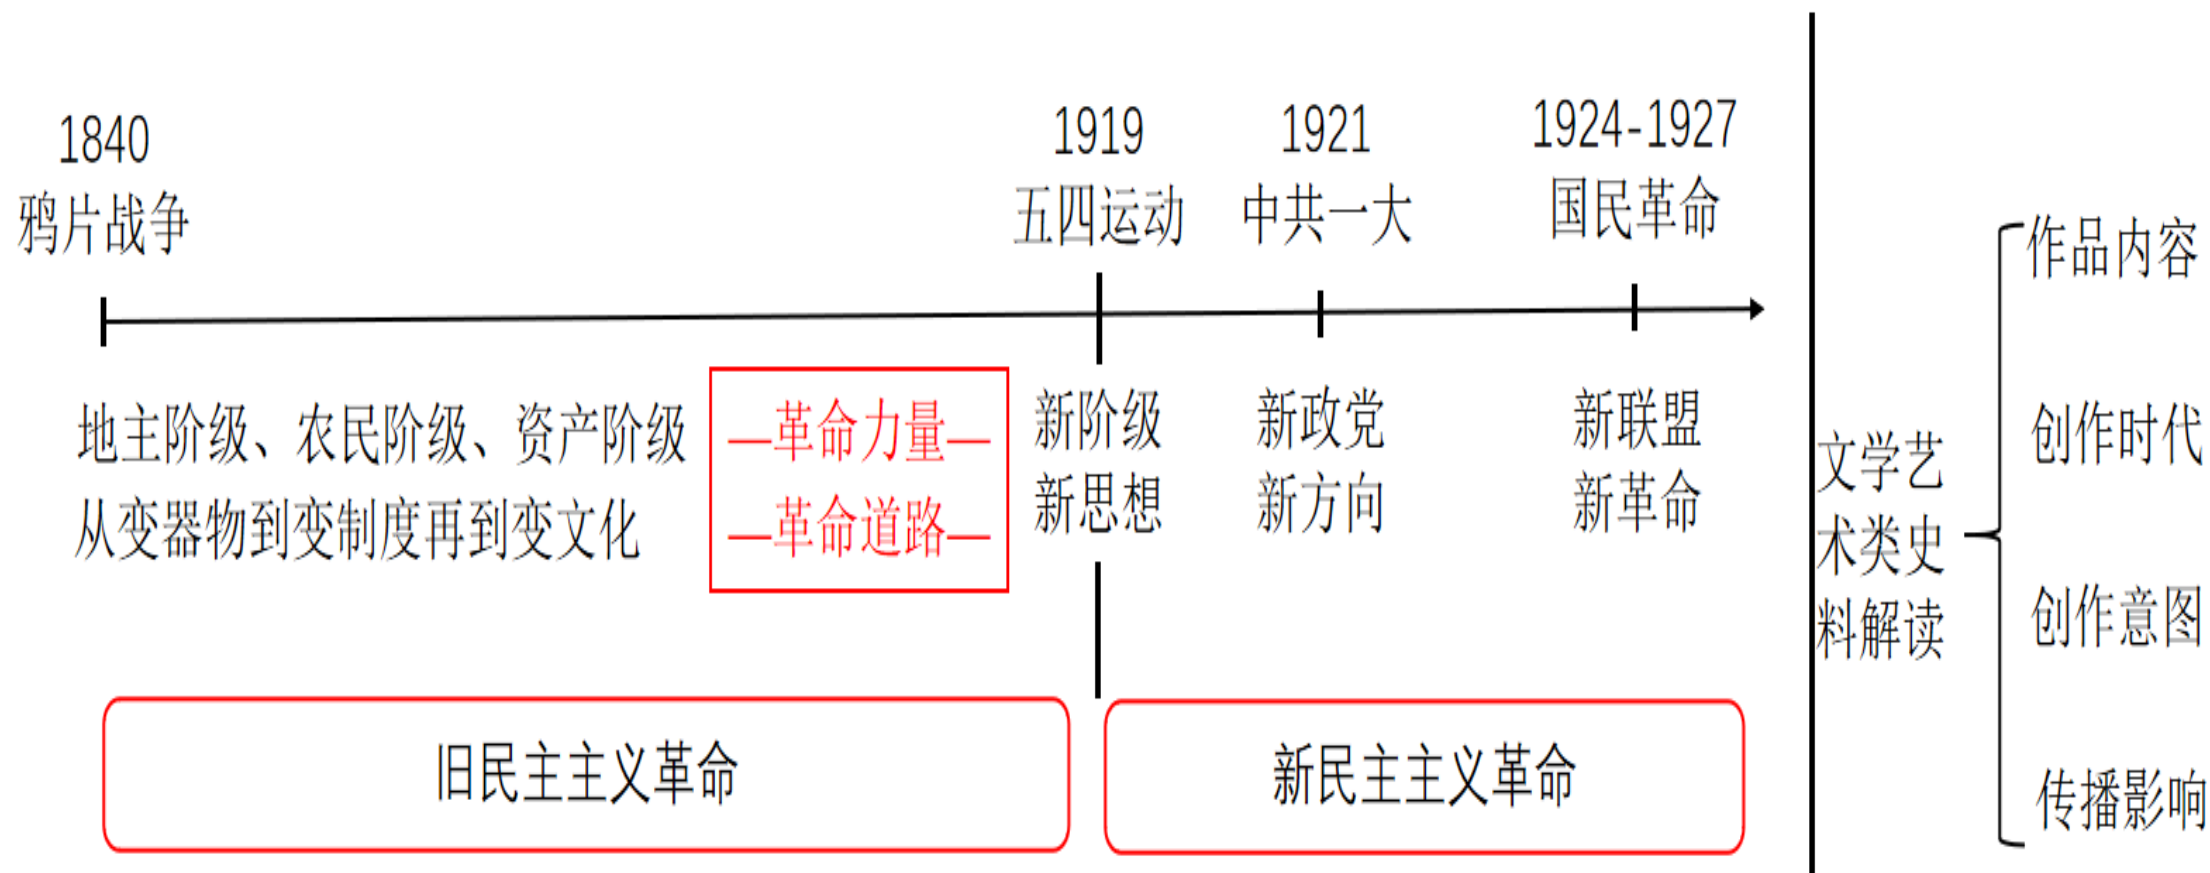 1840
鸦片战争
1919
五四运动
1921
中共一大
1924-1927
国民革命
地主阶级、农民阶级、资产阶级
从变器物到变制度再到变文化
—革命力量—
—革命道路—
新阶级
新思想
新政党
新方向
新联盟
新革命
旧民主主义革命
新民主主义革命
文学艺
术类史
料解读
作品内容
创作时代
创作意图
传播影响